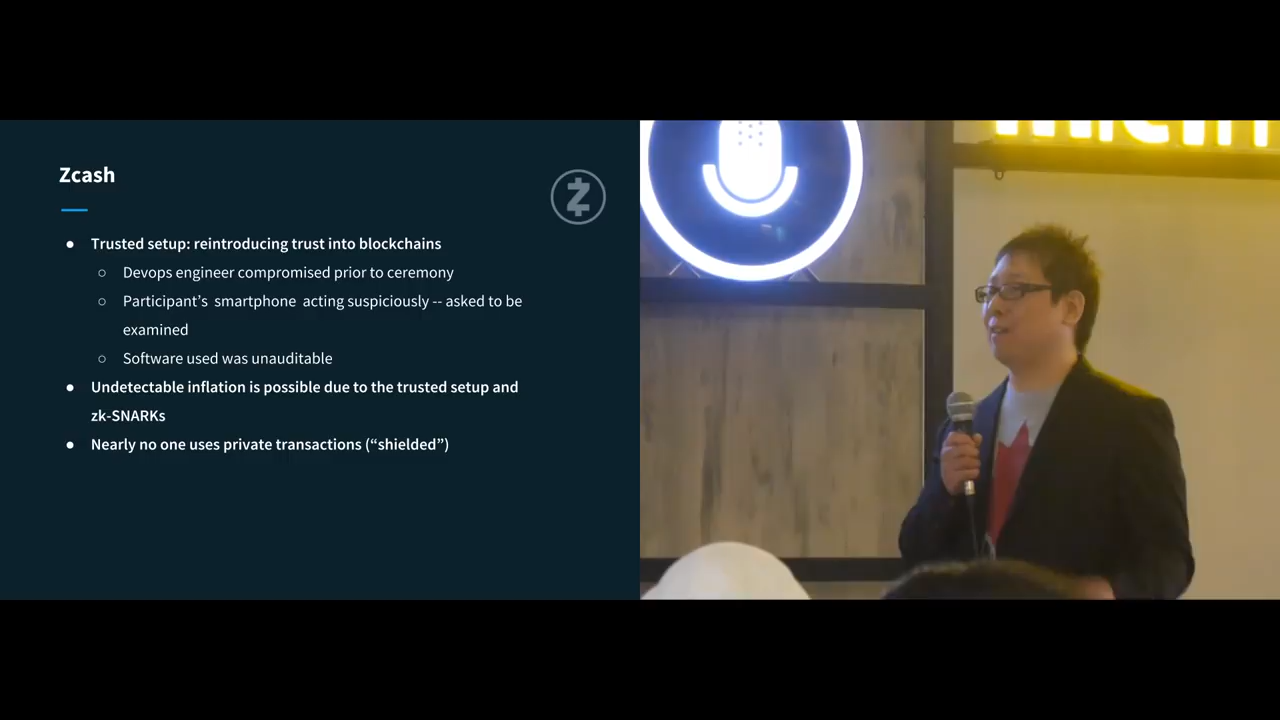 Zcash
● Trusted setup: reintroducing trust into blockchains
○ Devops engineer compromised prior to ceremony
○ Participant’s smartphone acting suspiciously -- asked to be
examined
○ Software used was unauditable
● Undetectable inflation is possible due to the trusted setup and
zk-SNARKs
● Nearly no one uses private transactions (“shielded”)